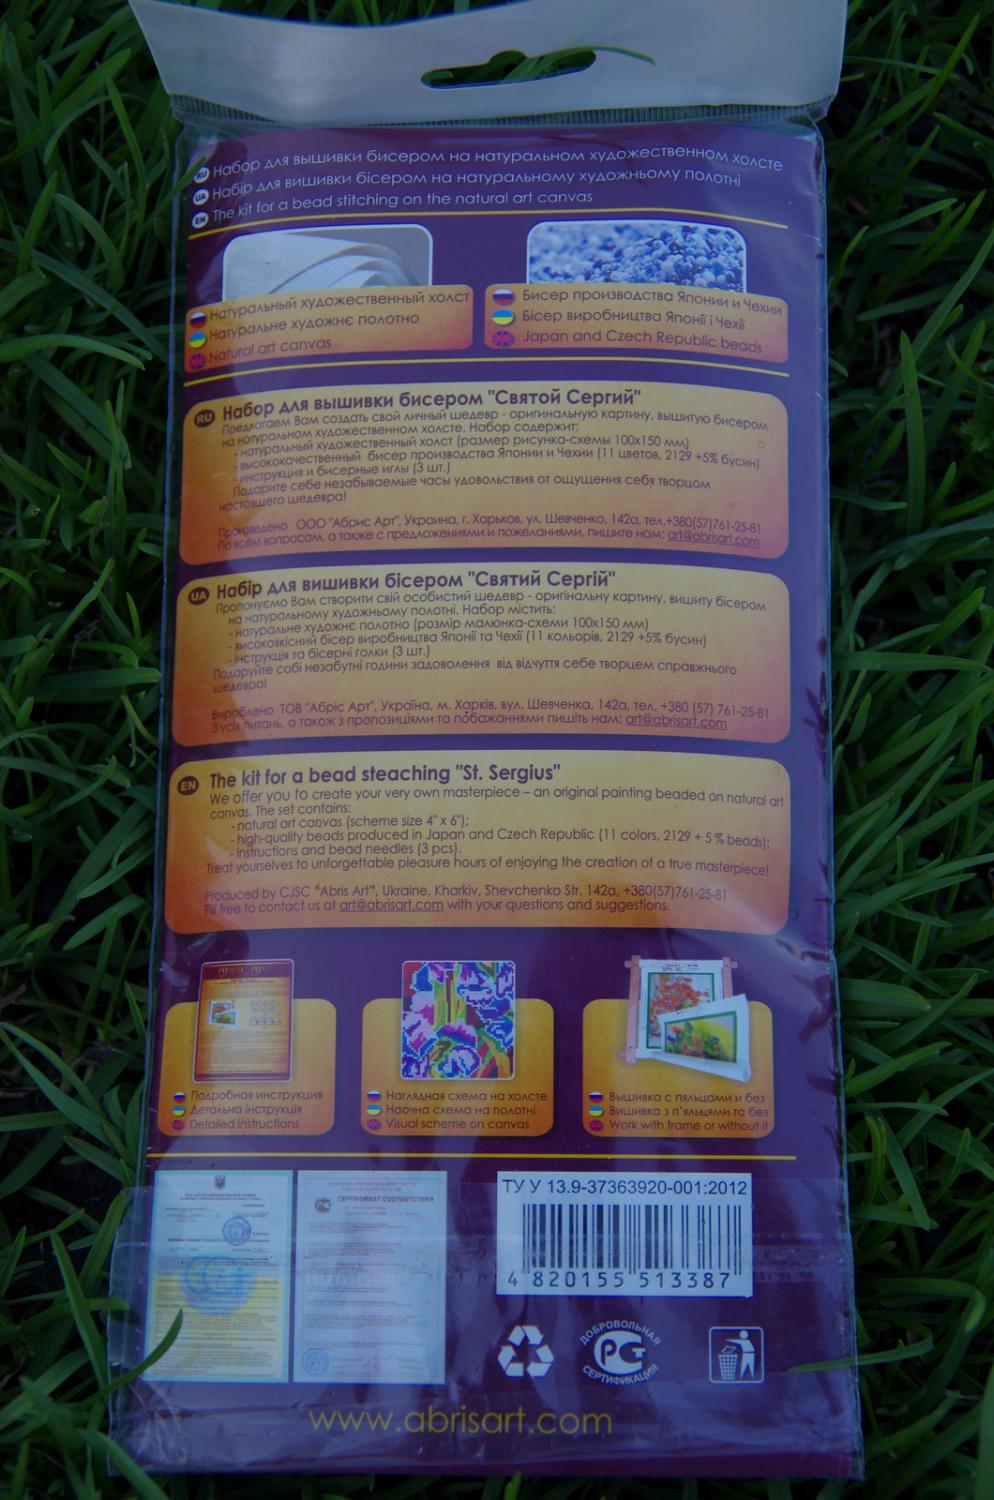 RU Набор для вышивки бисером на натуральном художественном холсте
UA Набір для вишивки бісером на натуральному художньому полотні
EN The kit for a bead stitching on the natural art canvas
Натуральный художественный холст
Натуральне художнє полотно
Natural art canvas
Бисер производства Японии и Чехии
Бісер виробництва Японії і Чехії
Japan and Czech Republic beads
RU Набор для вышивки бисером "Святой Сергий"
Предлагаем Вам создать свой личный шедевр - оригинальную картину, вышитую бисером
на натуральном художественном холсте. Набор содержит:
- натуральный художественный холст (размер рисунка-схемы 100х150 мм)
- высококачественный бисер производства Японии и Чехии (11 цветов, 2129 +5% бусин)
- инструкция и бисерные иглы (3 шт.)
Подарите себе незабываемые часы удовольствия от ощущения себя творцом
настоящего шедевра!
Произведено ООО "Абрис Арт", Украина, г. Харьков, ул. Шевченко, 142а, тел.+380(57)761-25-81
По всем вопросам, а также с предложениями и пожеланиями, пишите нам: art@abrisart.com
UA Набір для вишивки бісером "Святий Сергій"
Пропонуємо Вам створити свій особистий шедевр - оригінальну картину, вишиту бісером
на натуральному художньому полотні. Набор містить:
- натуральне художнє полотно (розмір малюнка-схеми 100х150 мм)
- високоякісний бісер виробництва Японії та Чехії (11 кольорів, 2129 +5% бусин)
- інструкція та бісерні голки (3 шт.)
Подаруйте собі незабутні години задоволення від відчуття себе творцем справжнього
шедевра!
Вироблено ТОВ "Абріс Арт", Україна, м. Харків, вул. Шевченка, 142а, тел. +380 (57) 761-25-81
З усіх питань, а також з пропозиціями та побажаннями пишіть нам: art@abrisart.com
EN The kit for a bead steaching "St. Sergius"
We offer you to create your very own masterpiece – an original painting beaded on natural art
canvas. The set contains:
- natural art canvas (scheme size 4" x 6");
- high-quality beads produced in Japan and Czech Republic (11 colors, 2129 + 5 % beads);
- instructions and bead needles (3 pcs).
Treat yourselves to unforgettable pleasure hours of enjoying the creation of a true masterpiece!
Produced by CJSC "Abris Art", Ukraine, Kharkiv, Shevchenko Str. 142a, +380(57)761-25-81
Fill free to contact us at art@abrisart.com with your questions and suggestions.
Подробная инструкция
Детальна інструкція
Detailed instructions
Наглядная схема на холсте
Наочна схема на полотні
Visual scheme on canvas
Вышивка с пяльцами и без
Вишивка з п'яльцями та без
Work with frame or without it
СЕРТИФИКАТ СООТВЕТСТВИЯ
ТУ У 13.9-37363920-001:2012
4 820155 513387
ДОБРОВОЛЬНАЯ
РСТ
СЕРТИФИКАЦИЯ
www.abrisart.com